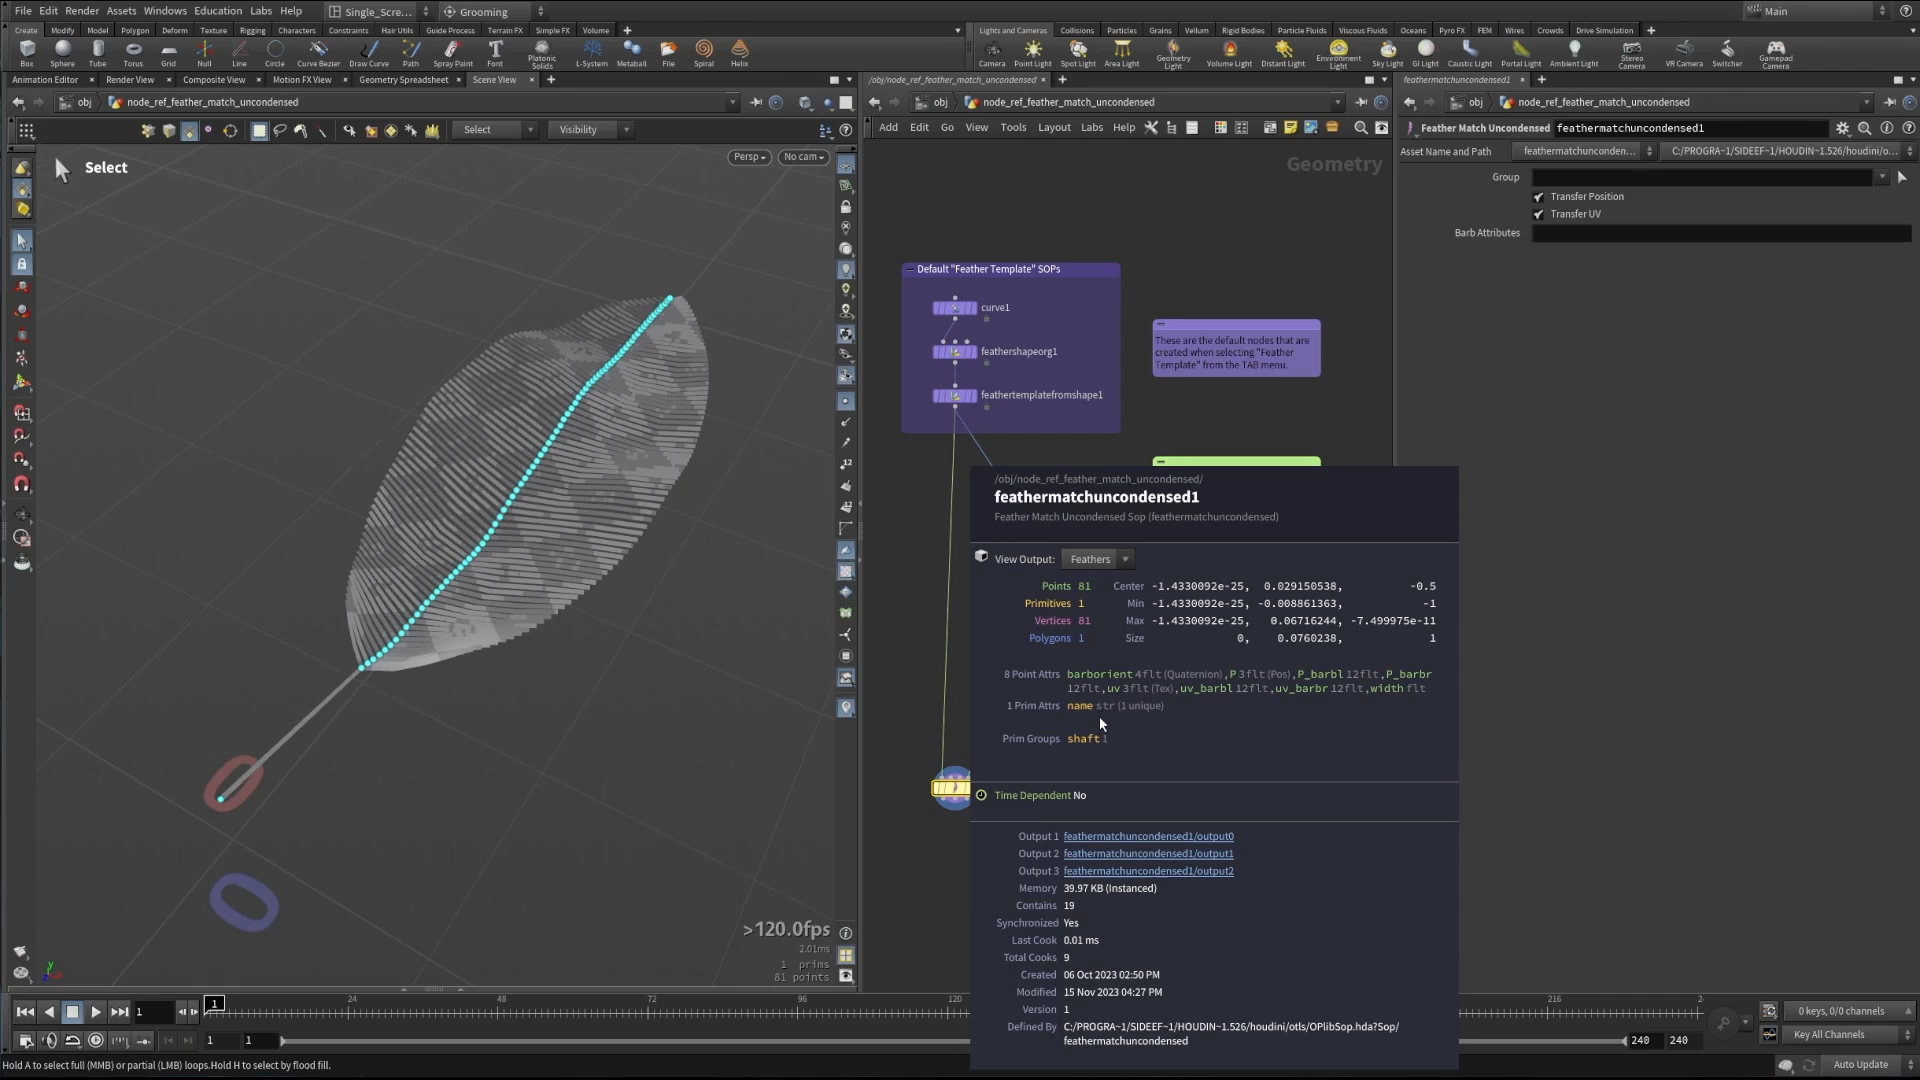 File Edit Render Assets Windows Education Labs Help Single_Scre... Grooming Main
Create Modify Model Polygon Deform Texture Rigging Characters Constraints Hair Utils Guide Process Terrain FX Simple FX Volume
Lights and Cameras Collisions Particles Grains Vellum Rigid Bodies Particle Fluids Viscous Fluids Oceans Pyro FX FEM Wires Crowds Drive Simulation
Box Sphere Tube Torus Grid Null Line Circle Curve Bezier Draw Curve Path Spray Paint Font Platonic Solids L-System Metaball File Spiral Helix
Camera Point Light Spot Light Area Light Geometry Light Volume Light Distant Light Environment Light Sky Light GI Light Caustic Light Portal Light Ambient Light Stereo Camera VR Camera Switcher Gamepad Camera
Animation Editor Render View Composite View Motion FX View Geometry Spreadsheet Scene View
/obj/node_ref_feather_match_uncondensed
feathermatchuncondensed1
obj node_ref_feather_match_uncondensed
obj node_ref_feather_match_uncondensed
obj node_ref_feather_match_uncondensed
Select Visibility
Add Edit Go View Tools Layout Labs Help
Feather Match Uncondensed feathermatchuncondensed1
Asset Name and Path feathermatchunconden... C:/PROGRA~1/SIDEEF~1/HOUDIN~1.526/houdini/o...
Group
Transfer Position
Transfer UV
Barb Attributes
Select
Persp No cam
Geometry
Default "Feather Template" SOPs
curve1
feathershapeorg1
feathertemplatefromshape1
These are the default nodes that are
created when selecting "Feather
Template" from the TAB menu.
/obj/node_ref_feather_match_uncondensed/
feathermatchuncondensed1
Feather Match Uncondensed Sop (feathermatchuncondensed)
View Output: Feathers
Points 81 Center -1.4330092e-25, 0.029150538, -0.5
Primitives 1 Min -1.4330092e-25, -0.008861363, -1
Vertices 81 Max -1.4330092e-25, 0.06716244, -7.499975e-11
Polygons 1 Size 0, 0.0760238, 1
8 Point Attrs barborient 4flt (Quaternion),P 3flt (Pos),P_barbl 12flt,P_barbr
12flt,uv 3flt (Tex),uv_barbl 12flt,uv_barbr 12flt,width flt
1 Prim Attrs name str (1 unique)
Prim Groups shaft 1
Time Dependent No
Output 1 feathermatchuncondensed1/output0
Output 2 feathermatchuncondensed1/output1
Output 3 feathermatchuncondensed1/output2
Memory 39.97 KB (Instanced)
Contains 19
Synchronized Yes
Last Cook 0.01 ms
Total Cooks 9
Created 06 Oct 2023 02:50 PM
Modified 15 Nov 2023 04:27 PM
Version 1
Defined By C:/PROGRA~1/SIDEEF~1/HOUDIN~1.526/houdini/otls/OPlibSop.hda?Sop/
feathermatchuncondensed
>120.0fps
2.01ms
1 prims
81 points
1 1 24 48 72 96 120 216
0 keys, 0/0 channels
1 1 240 240 Key All Channels
Hold A to select full (MMB) or partial (LMB) loops.Hold H to select by flood fill.
Auto Update